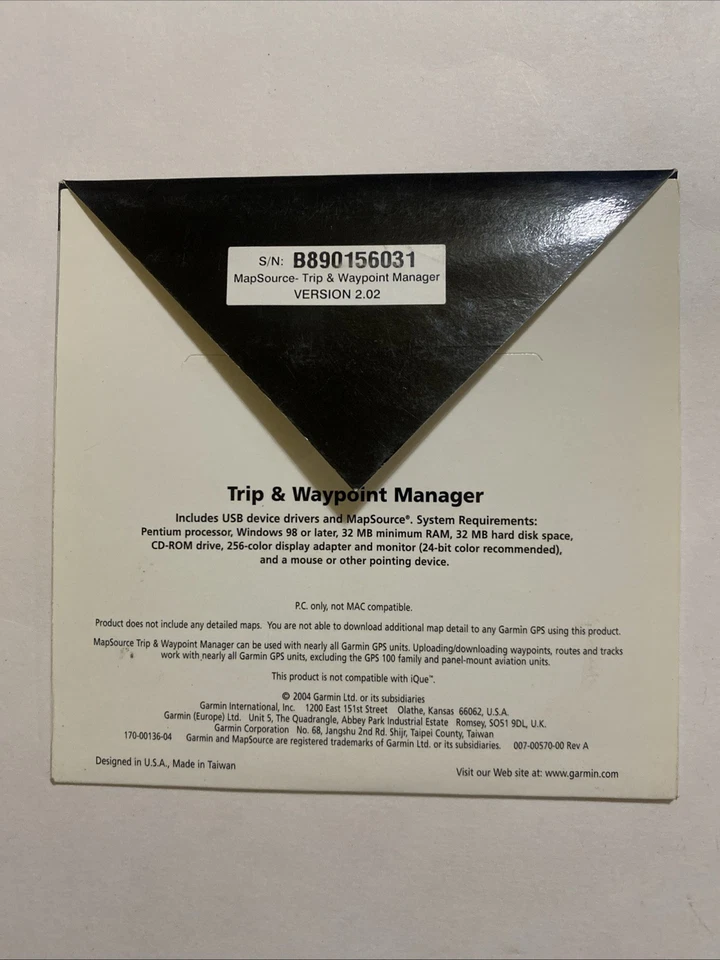 S/N: B890156031
MapSource- Trip & Waypoint Manager
VERSION 2.02
Trip & Waypoint Manager
Includes USB device drivers and MapSource®. System Requirements:
Pentium processor, Windows 98 or later, 32 MB minimum RAM, 32 MB hard disk space,
CD-ROM drive, 256-color display adapter and monitor (24-bit color recommended),
and a mouse or other pointing device.
P.C. only, not MAC compatible.
Product does not include any detailed maps. You are not able to download additional map detail to any Garmin GPS using this product.
MapSource Trip & Waypoint Manager can be used with nearly all Garmin GPS units. Uploading/downloading waypoints, routes and tracks
work with nearly all Garmin GPS units, excluding the GPS 100 family and panel-mount aviation units.
This product is not compatible with iQue™.
© 2004 Garmin Ltd. or its subsidiaries
Garmin International, Inc. 1200 East 151st Street Olathe, Kansas 66062, U.S.A.
Garmin (Europe) Ltd. Unit 5, The Quadrangle, Abbey Park Industrial Estate Romsey, SO51 9DL, U.K.
Garmin Corporation No. 68, Jangshu 2nd Rd. Shijr, Taipei County, Taiwan
170-00136-04 Garmin and MapSource are registered trademarks of Garmin Ltd. or its subsidiaries. 007-00570-00 Rev A
Designed in U.S.A., Made in Taiwan
Visit our Web site at: www.garmin.com